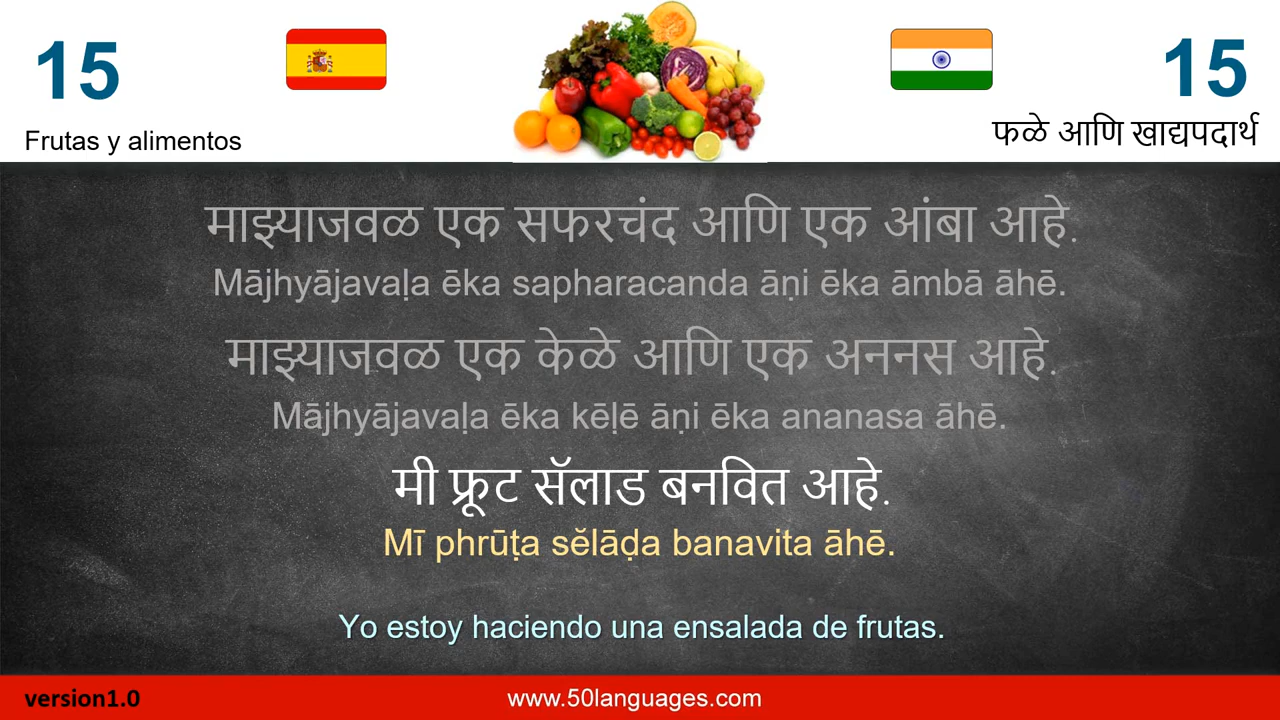 15
15
Frutas y alimentos
फळे आणि खाद्यपदार्थ
माझ्याजवळ एक सफरचंद आणि एक आंबा आहे.
Mājhyājavaḷa ēka sapharacanda āṇi ēka āmbā āhē.
माझ्याजवळ एक केळे आणि एक अननस आहे.
Mājhyājavaḷa ēka kēḷē āṇi ēka ananasa āhē.
मी फ्रूट सॅलाड बनवित आहे.
Mī phrūṭa sĕlāḍa banavita āhē.
Yo estoy haciendo una ensalada de frutas.
version1.0
www.50languages.com